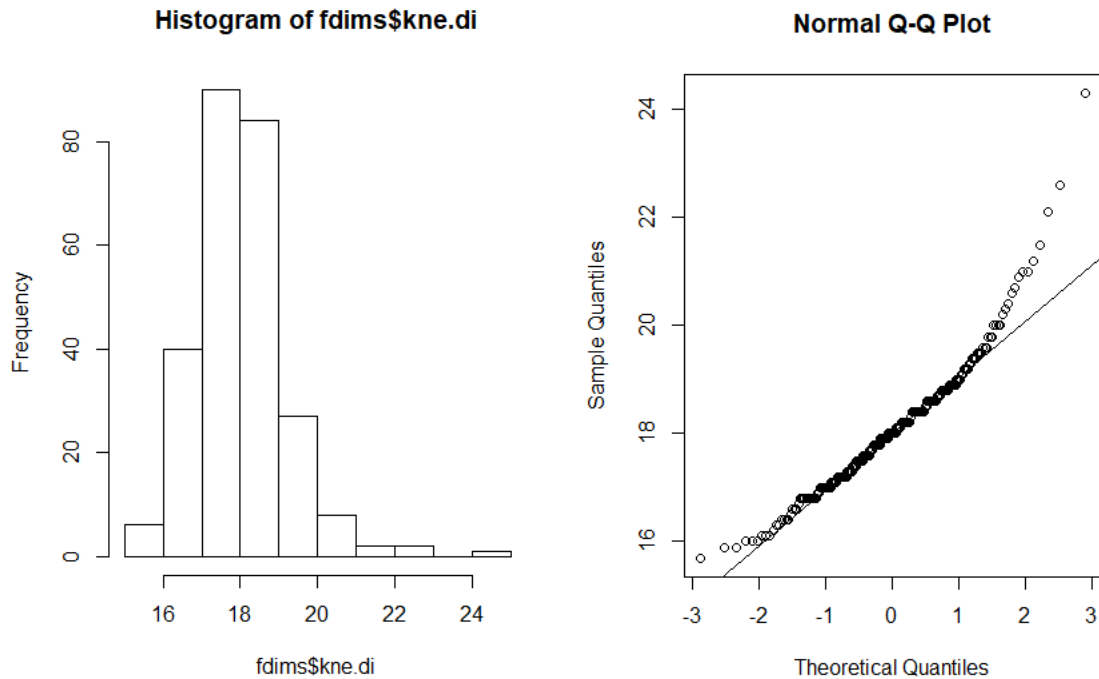 Histogram of fdims$kne.di
Frequency
0
20
40
60
80
16 18 20 22 24
fdims$kne.di
Normal Q-Q Plot
Sample Quantiles
16
18
20
22
24
-3 -2 -1 0 1 2 3
Theoretical Quantiles